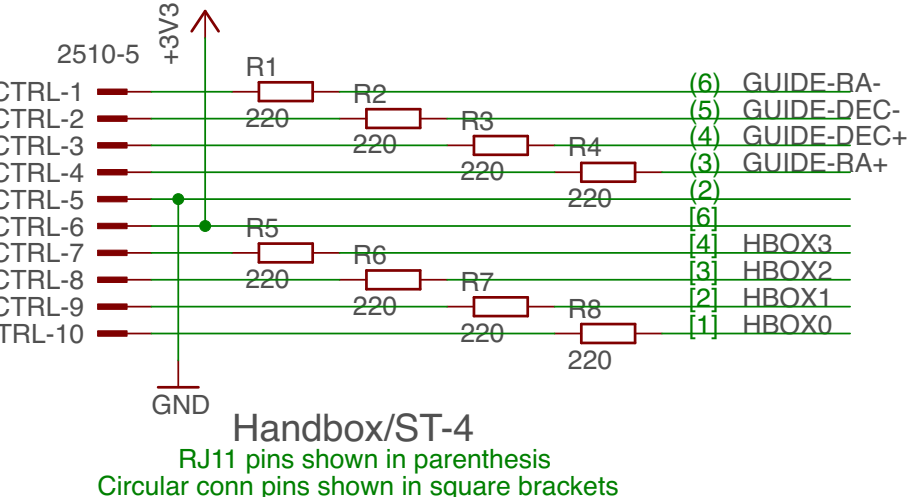 +3V3
2510-5
CTRL-1 R1 220 (6) GUIDE-RA-
CTRL-2 R2 220 (5) GUIDE-DEC-
CTRL-3 R3 220 (4) GUIDE-DEC+
CTRL-4 R4 220 (3) GUIDE-RA+
CTRL-5 (2)
CTRL-6 [6]
CTRL-7 R5 220 [4] HBOX3
CTRL-8 R6 220 [3] HBOX2
CTRL-9 R7 220 [2] HBOX1
TRL-10 R8 220 [1] HBOX0
GND
Handbox/ST-4
RJ11 pins shown in parenthesis
Circular conn pins shown in square brackets